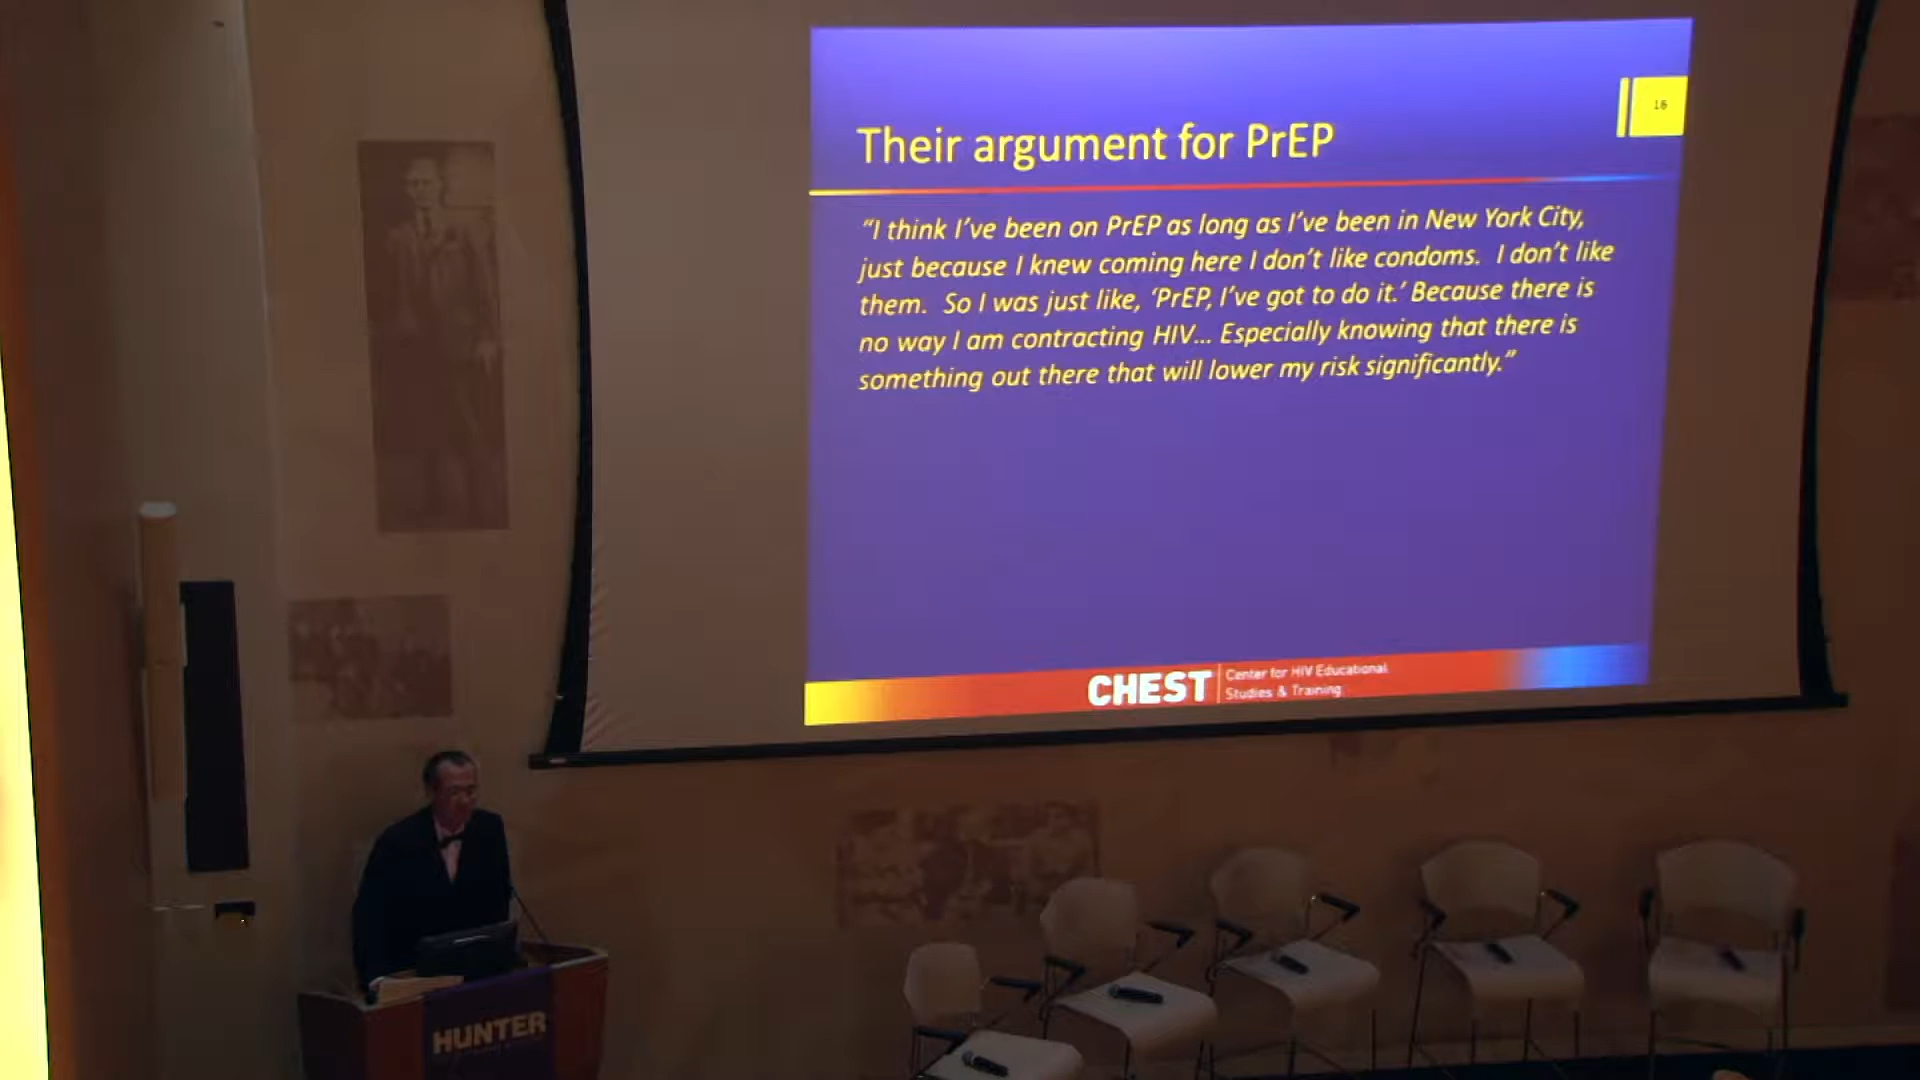 16
Their argument for PrEP
“I think I’ve been on PrEP as long as I’ve been in New York City,
just because I knew coming here I don’t like condoms.  I don’t like
them.  So I was just like, ‘PrEP, I’ve got to do it.’ Because there is
no way I am contracting HIV... Especially knowing that there is
something out there that will lower my risk significantly.”
CHEST
Center for HIV Educational
Studies & Training
HUNTER